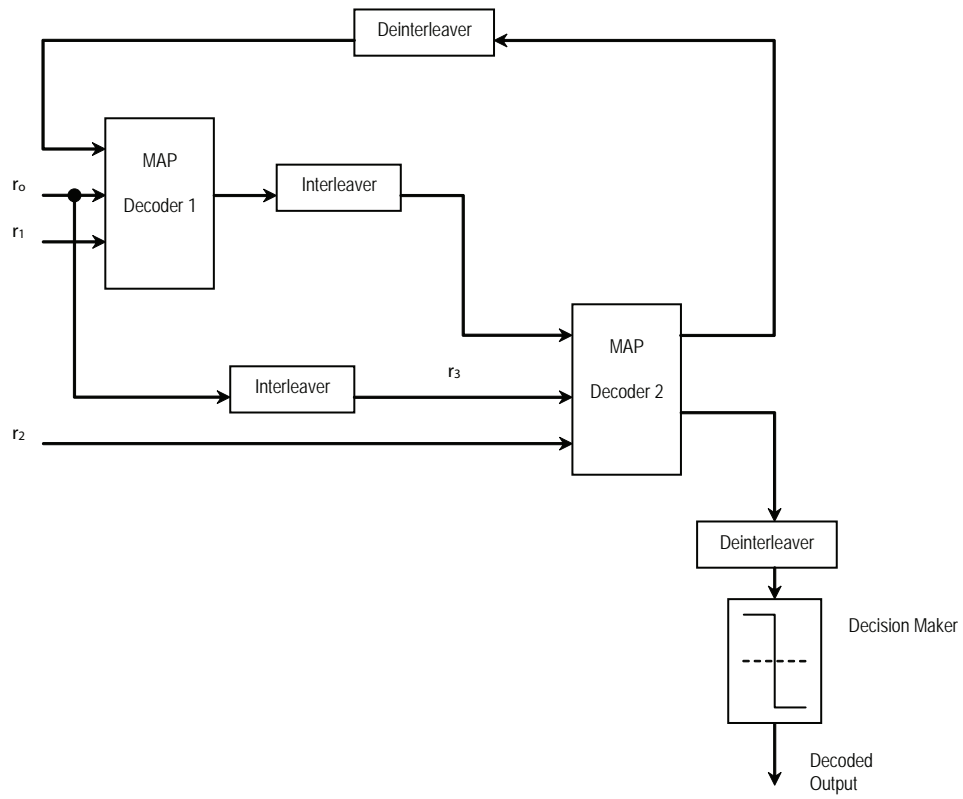 Deinterleaver
MAP
Decoder 1
Interleaver
r₀
r₁
MAP
Decoder 2
Interleaver
r₃
r₂
Deinterleaver
Decision Maker
Decoded
Output